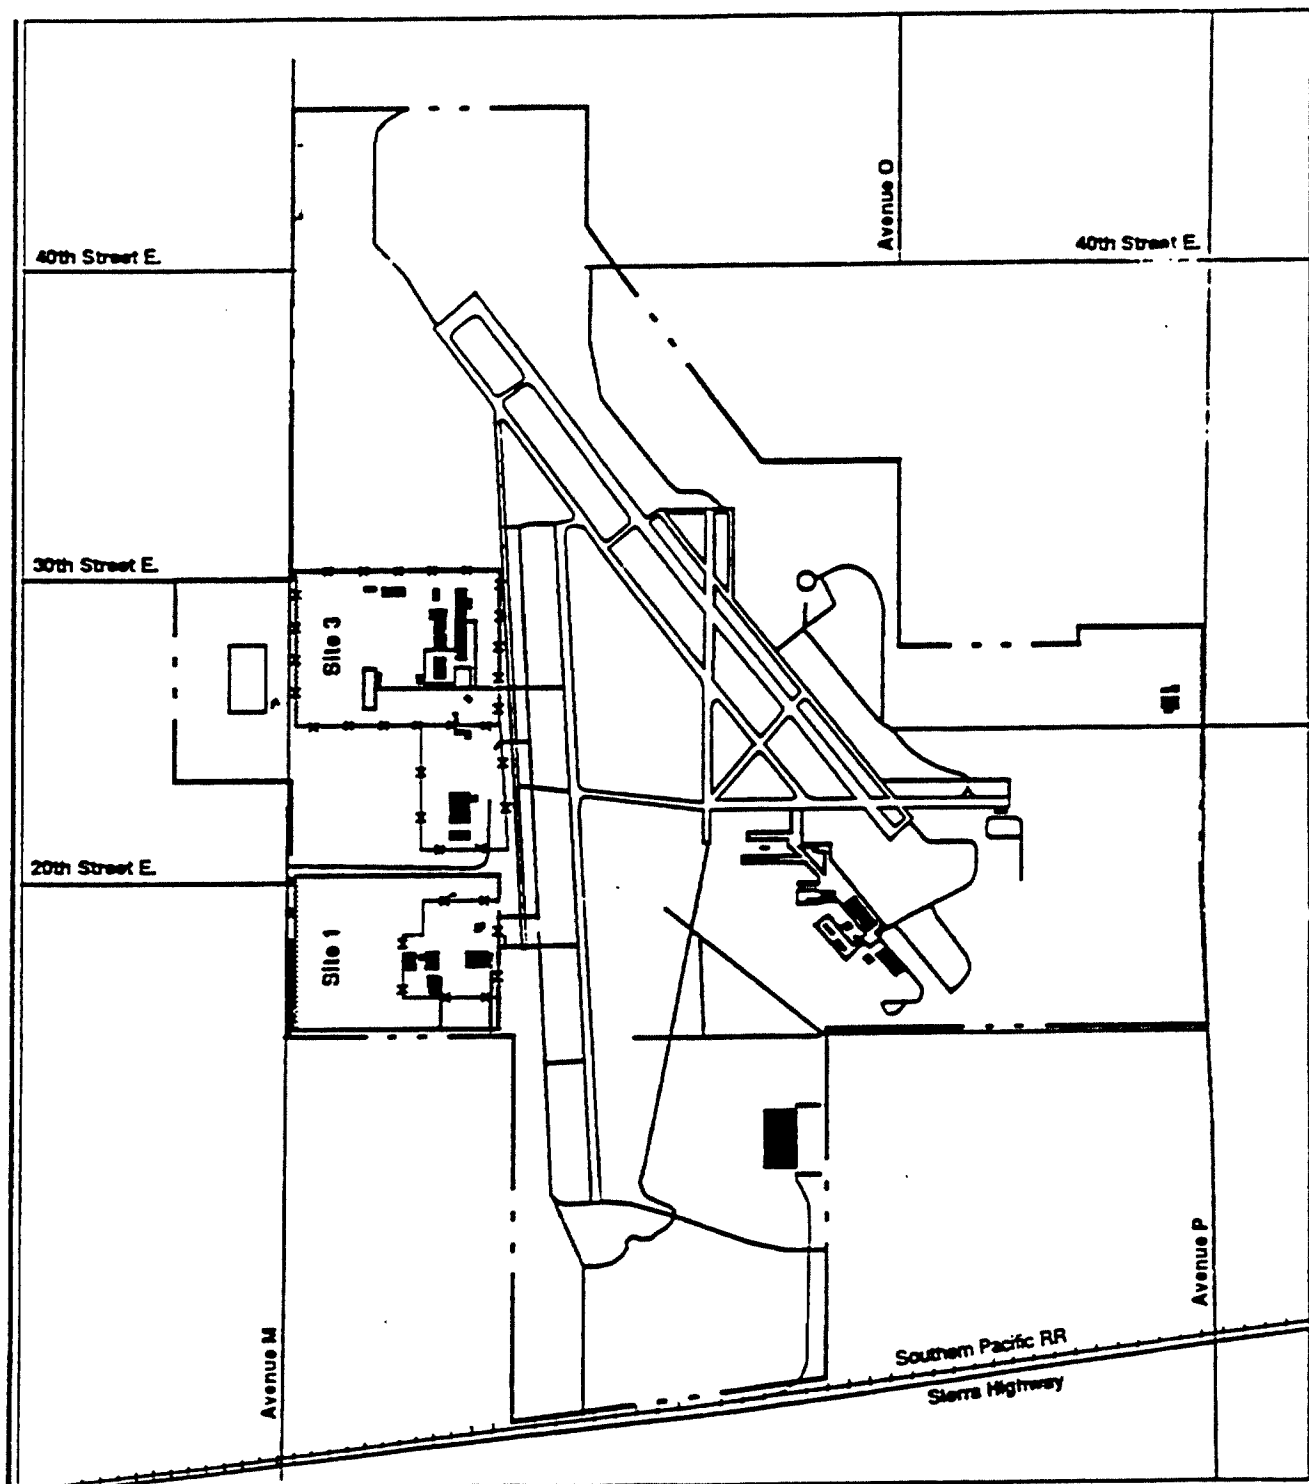 Avenue O
40th Street E.
40th Street E.
30th Street E.
Site 3
20th Street E.
Site 1
Avenue P
Avenue M
Southern Pacific RR
Sierra Highway